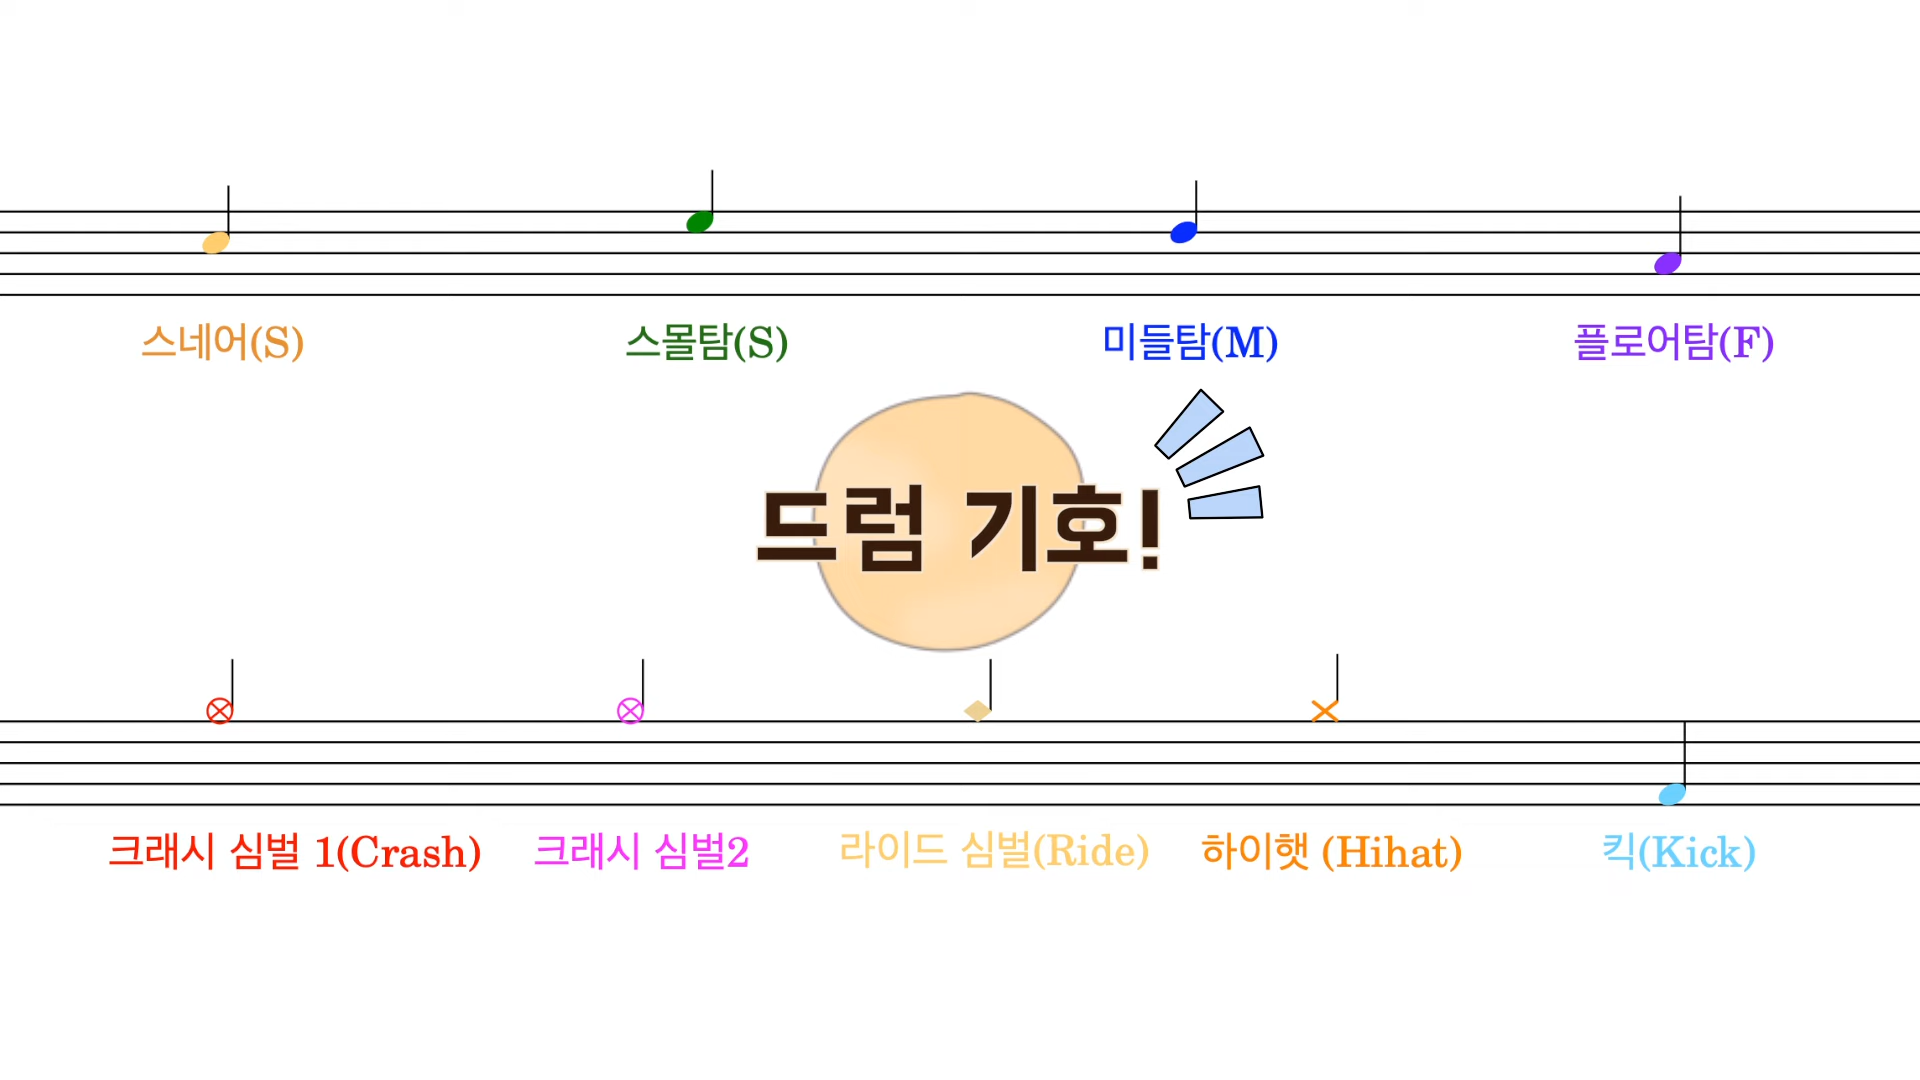 스네어(S) 스몰탐(S) 미들탐(M) 플로어탐(F)
드럼 기호!
크래시 심벌 1(Crash) 크래시 심벌2 라이드 심벌(Ride) 하이햇 (Hihat) 킥(Kick)